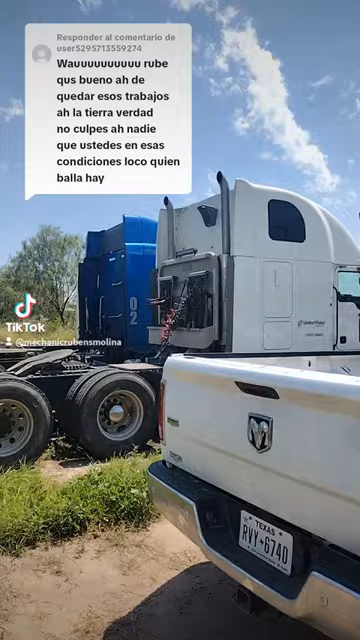 Responder al comentario de
user5295713559274
Wauuuuuuuuuu rube
qus bueno ah de
quedar esos trabajos
ah la tierra verdad
no culpes ah nadie
que ustedes en esas
condiciones loco quien
balla hay
02
TikTok
@mechanicrubensmolina
TEXAS
RVY 6740